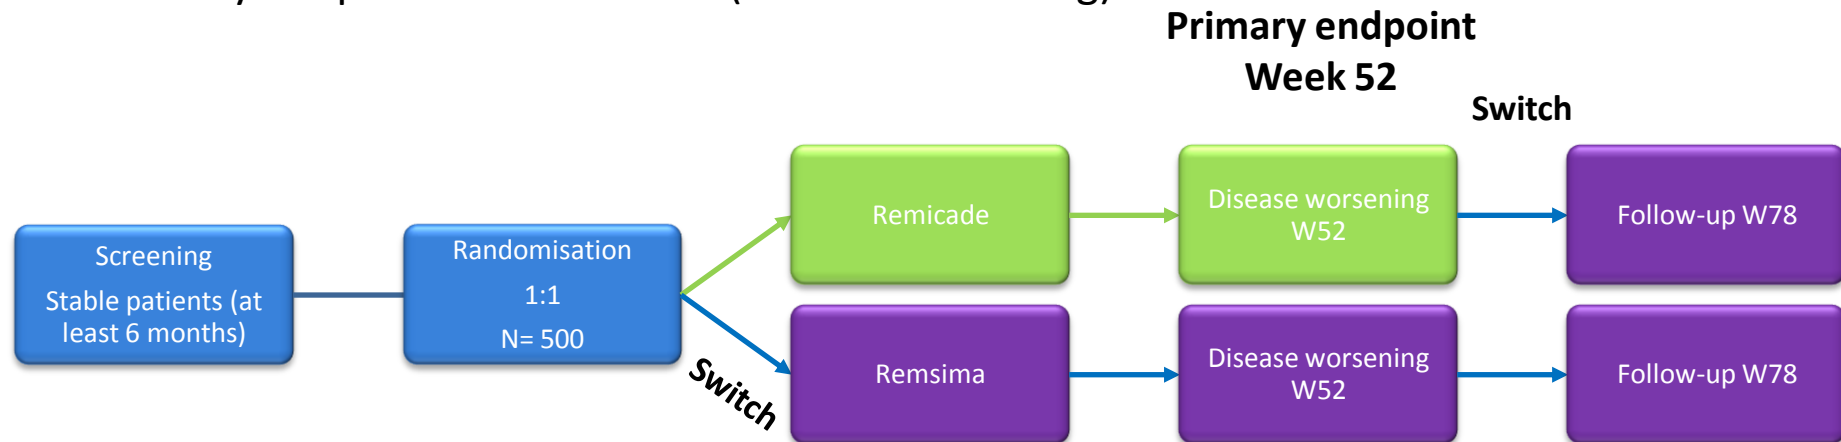 Primary endpoint
Week 52
Switch
Screening
Stable patients (at
least 6 months)
Randomisation
1:1
N= 500
Switch
Remicade
Disease worsening
W52
Follow-up W78
Remsima
Disease worsening
W52
Follow-up W78